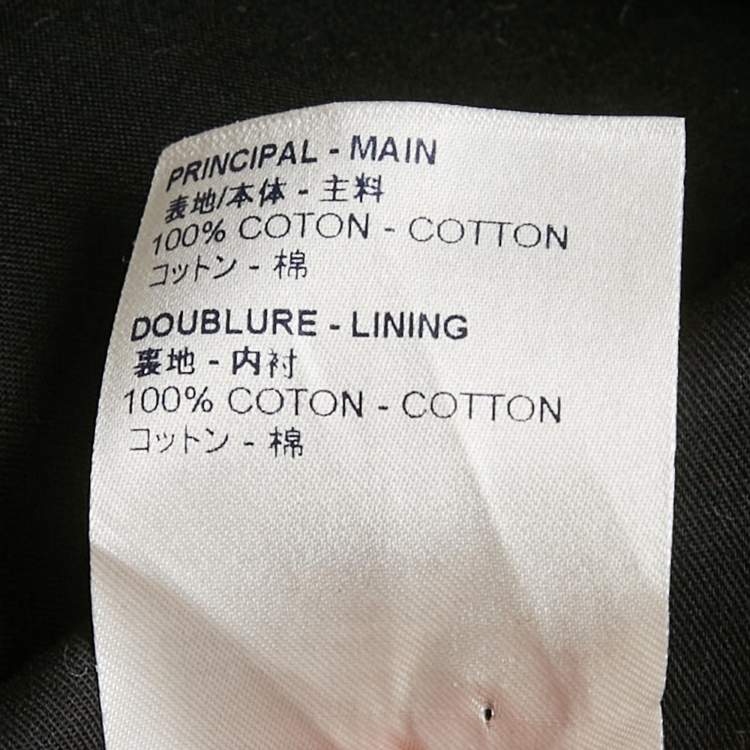 PRINCIPAL - MAIN
表地/本体 - 主料
100% COTON - COTTON
コットン - 棉
DOUBLURE - LINING
裏地 - 内衬
100% COTON - COTTON
コットン - 棉